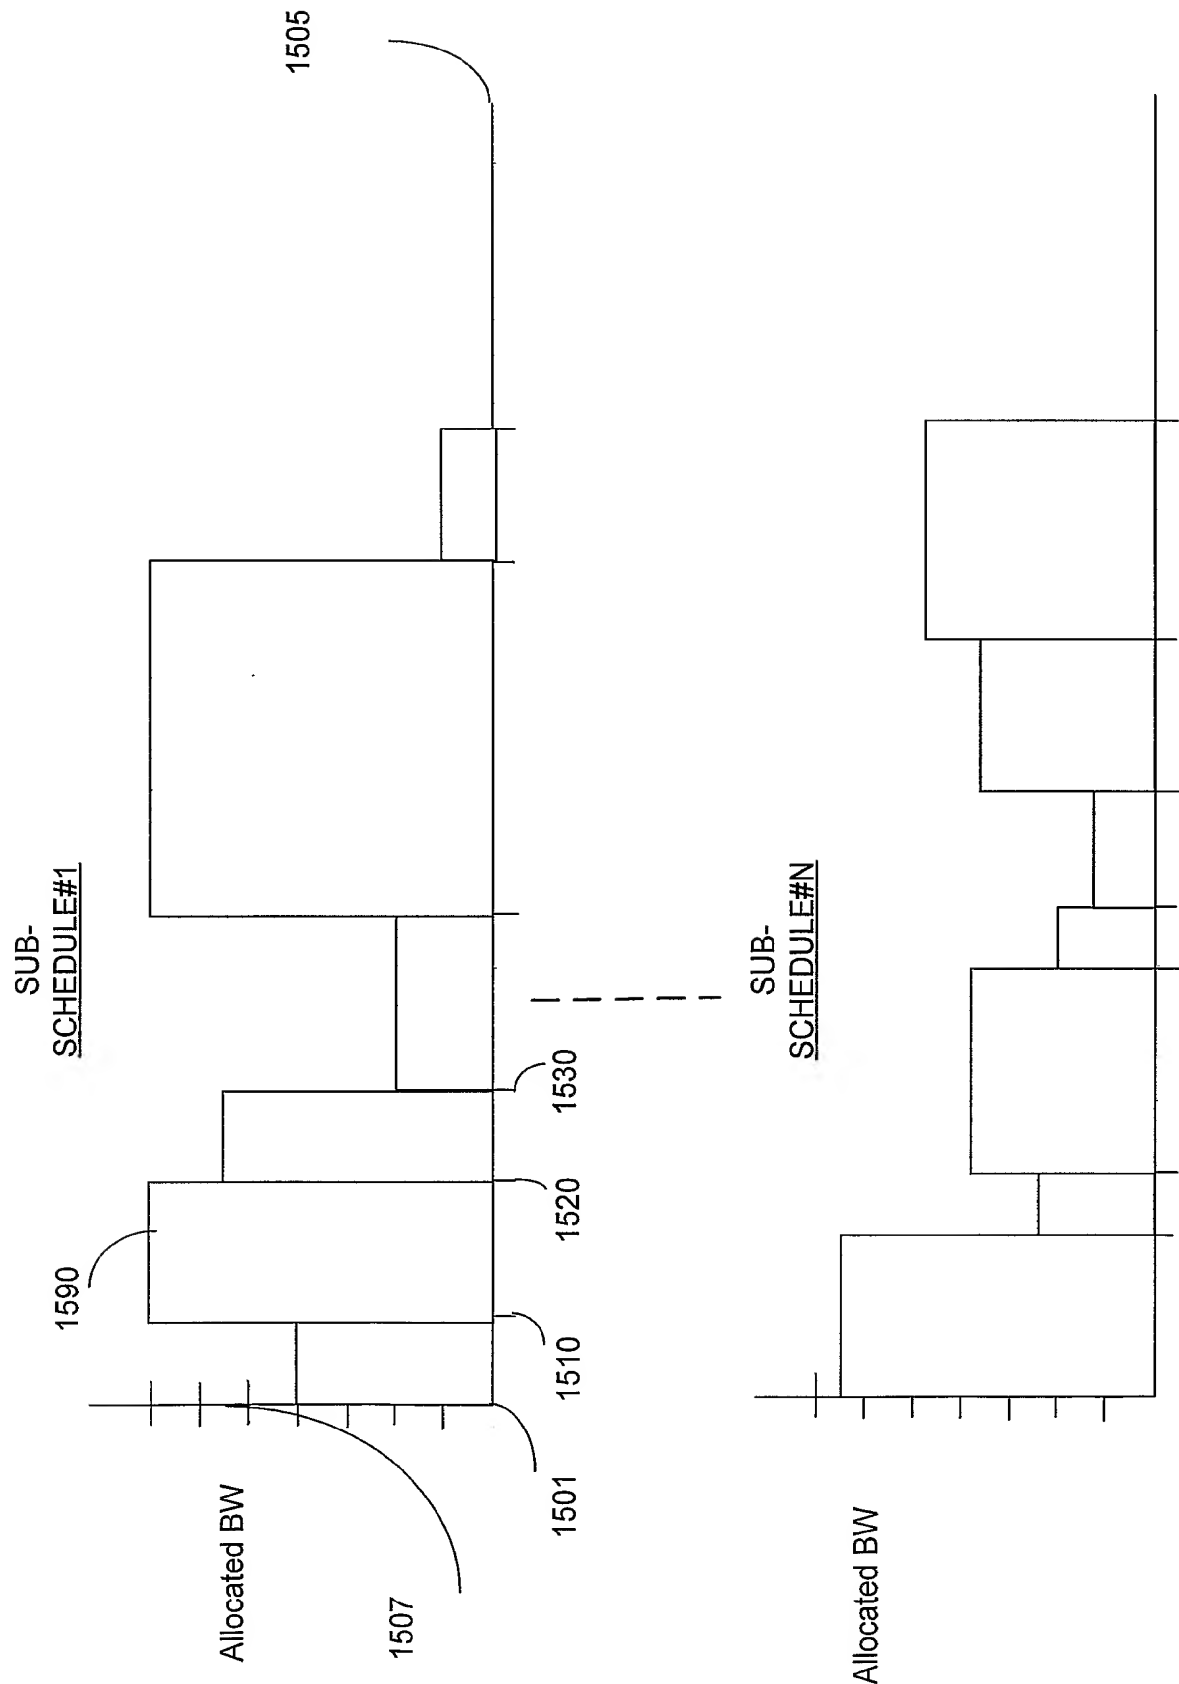 SUB-
SCHEDULE#1
1505
1590
Allocated BW
1507
1501
1510
1520
1530
SUB-
SCHEDULE#N
Allocated BW